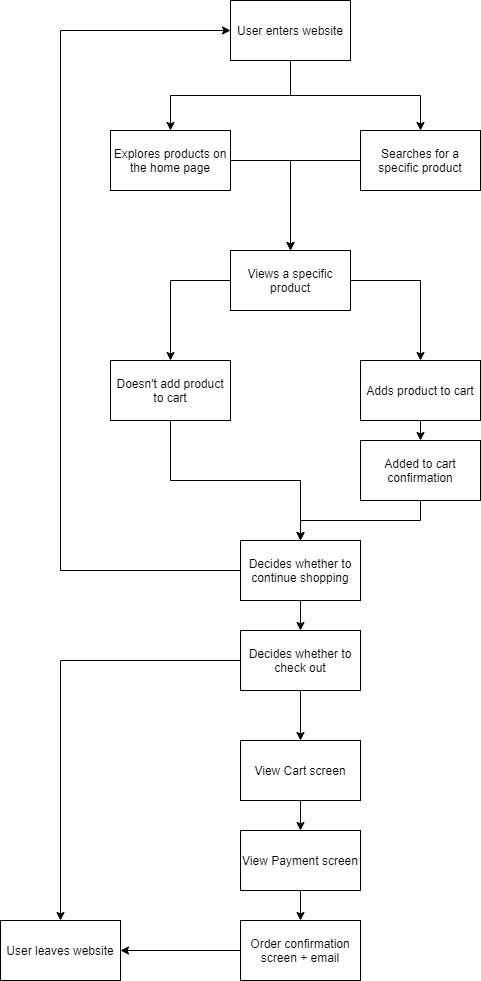 User enters website
Explores products on
the home page
Searches for a
specific product
Views a specific
product
Doesn't add product
to cart
Adds product to cart
Added to cart
confirmation
Decides whether to
continue shopping
Decides whether to
check out
View Cart screen
View Payment screen
User leaves website
Order confirmation
screen + email